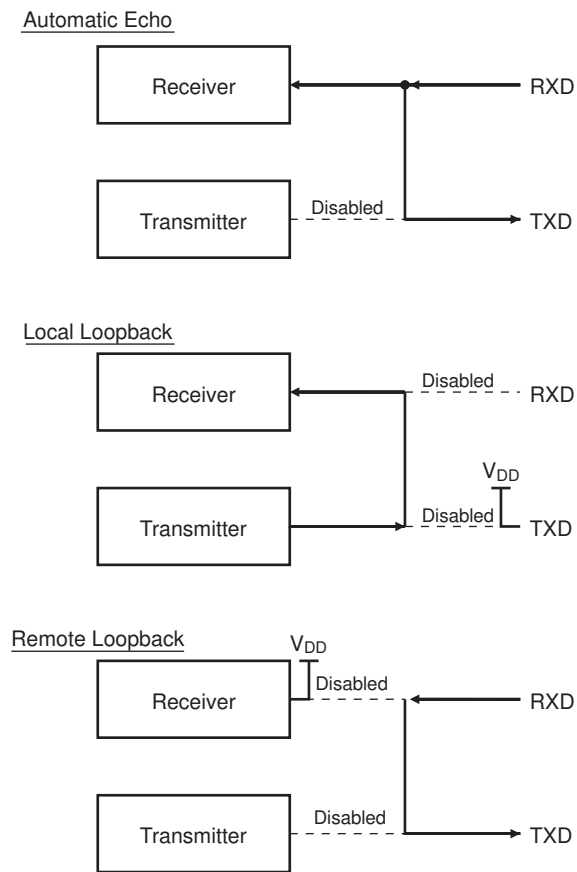 Automatic Echo
Receiver
RXD
Transmitter
Disabled
TXD
Local Loopback
Receiver
Disabled
RXD
VDD
Transmitter
Disabled
TXD
Remote Loopback
VDD
Receiver
Disabled
RXD
Transmitter
Disabled
TXD